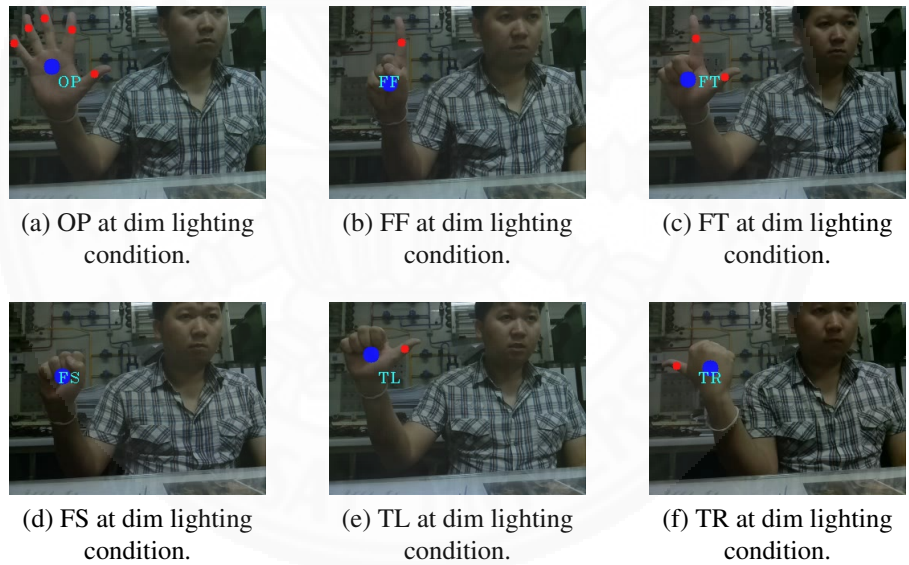 OP
FF
FT
(a) OP at dim lighting
condition.
(b) FF at dim lighting
condition.
(c) FT at dim lighting
condition.
FS
TL
TR
(d) FS at dim lighting
condition.
(e) TL at dim lighting
condition.
(f) TR at dim lighting
condition.